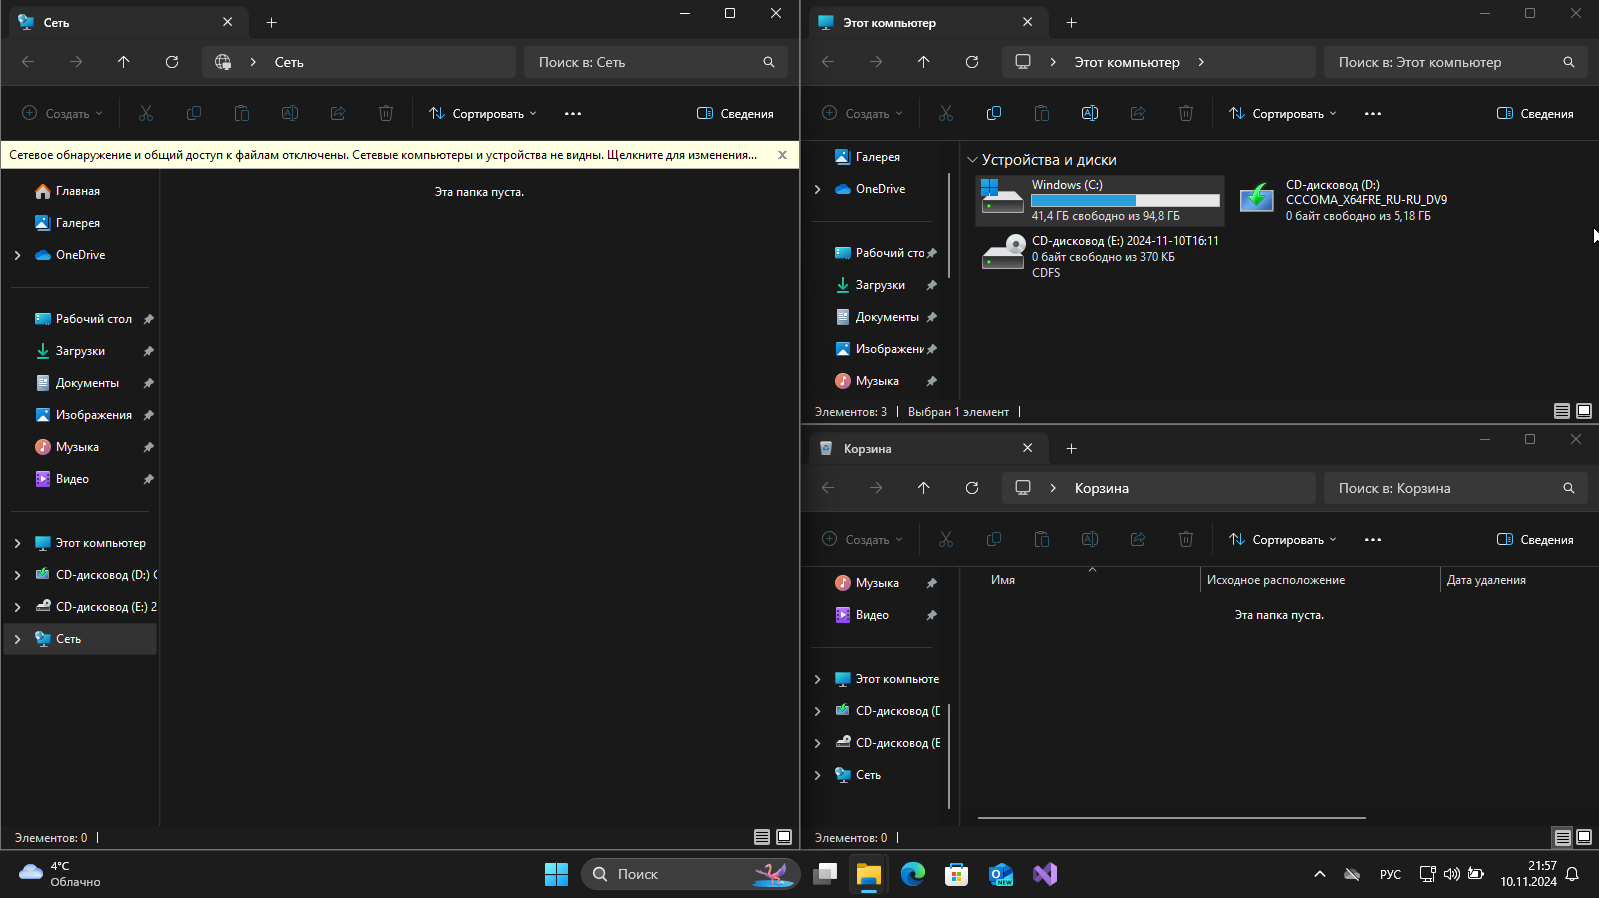 Сеть
Сеть
Поиск в: Сеть
Создать
Сортировать
Сведения
Сетевое обнаружение и общий доступ к файлам отключены. Сетевые компьютеры и устройства не видны. Щелкните для изменения...
Главная
Галерея
OneDrive
Рабочий стол
Загрузки
Документы
Изображения
Музыка
Видео
Этот компьютер
CD-дисковод (D:) C
CD-дисковод (E:) 2
Сеть
Эта папка пуста.
Элементов: 0
Этот компьютер
Этот компьютер
Поиск в: Этот компьютер
Создать
Сортировать
Сведения
Галерея
OneDrive
Рабочий сто
Загрузки
Документы
Изображени
Музыка
Устройства и диски
Windows (C:)
41,4 ГБ свободно из 94,8 ГБ
CD-дисковод (D:)
CCCOMA_X64FRE_RU-RU_DV9
0 байт свободно из 5,18 ГБ
CD-дисковод (E:) 2024-11-10T16:11
0 байт свободно из 370 КБ
CDFS
Элементов: 3
Выбран 1 элемент
Корзина
Корзина
Поиск в: Корзина
Создать
Сортировать
Сведения
Музыка
Видео
Этот компьюте
CD-дисковод (D
CD-дисковод (E
Сеть
Имя
Исходное расположение
Дата удаления
Эта папка пуста.
Элементов: 0
4°C
Облачно
Поиск
NEW
РУС
21:57
10.11.2024